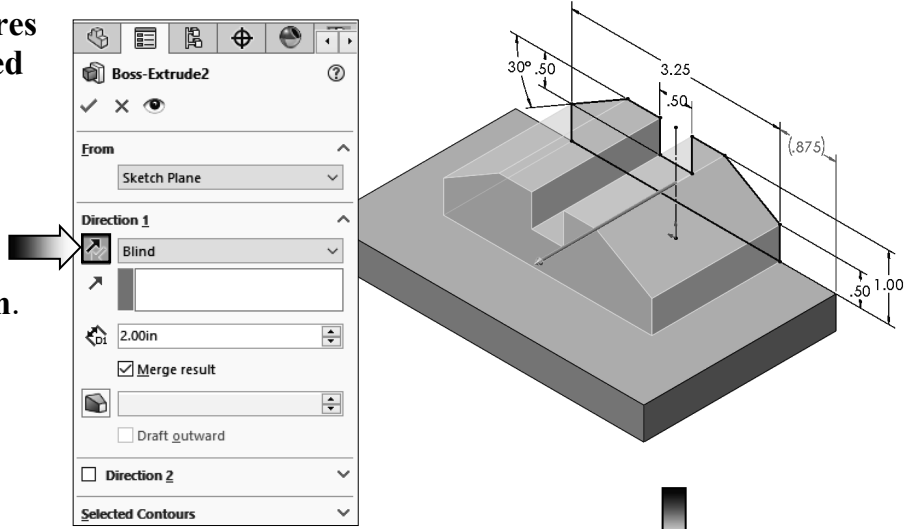 res
ed
n.
Boss-Extrude2
From
Sketch Plane
Direction 1
Blind
D1
2.00in
Merge result
Draft outward
Direction 2
Selected Contours
30°
.50
3.25
.50
(.875)
.50
1.00